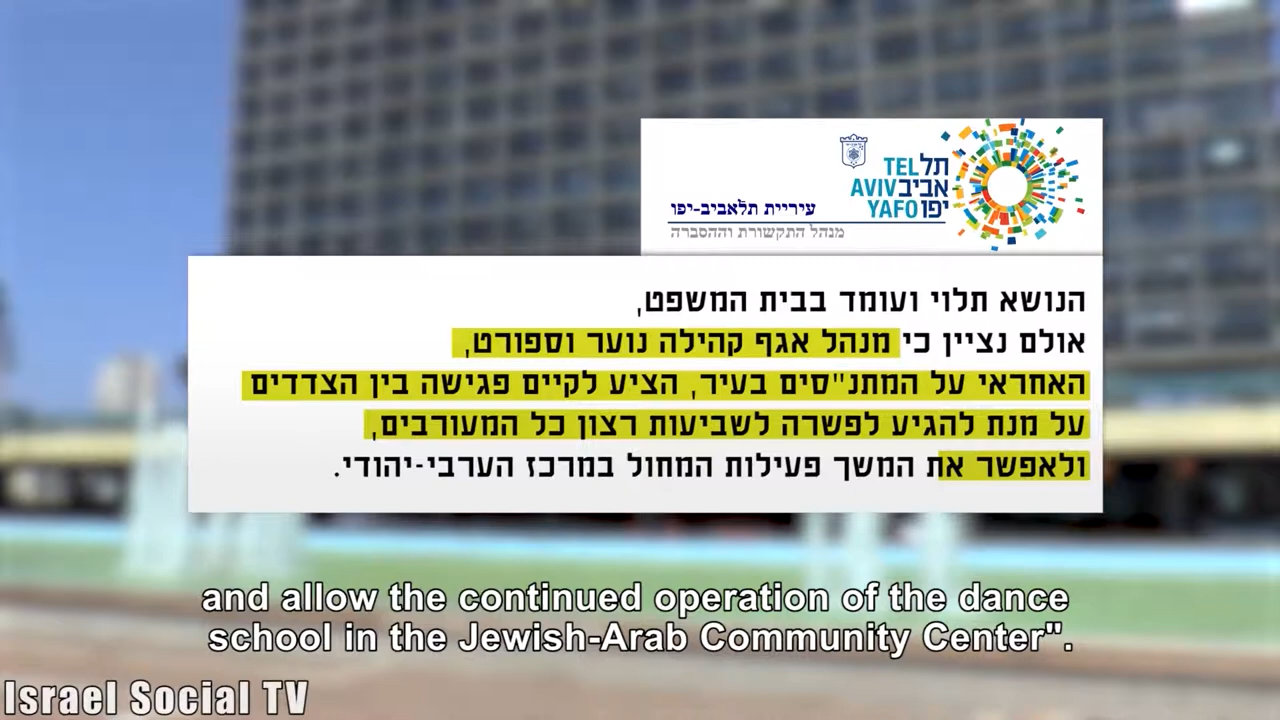 TEL תל
AVIV אביב
YAFO יפו
עיריית תל־אביב-יפו
מנהל התקשורת וההסברה
הנושא תלוי ועומד בבית המשפט,
אולם נציין כי מנהל אגף קהילה נוער וספורט,
האחראי על המתנ"סים בעיר, הציע לקיים פגישה בין הצדדים
על מנת להגיע לפשרה לשביעות רצון כל המעורבים,
ולאפשר את המשך פעילות המחול במרכז הערבי-יהודי.
and allow the continued operation of the dance
school in the Jewish-Arab Community Center".
Israel Social TV